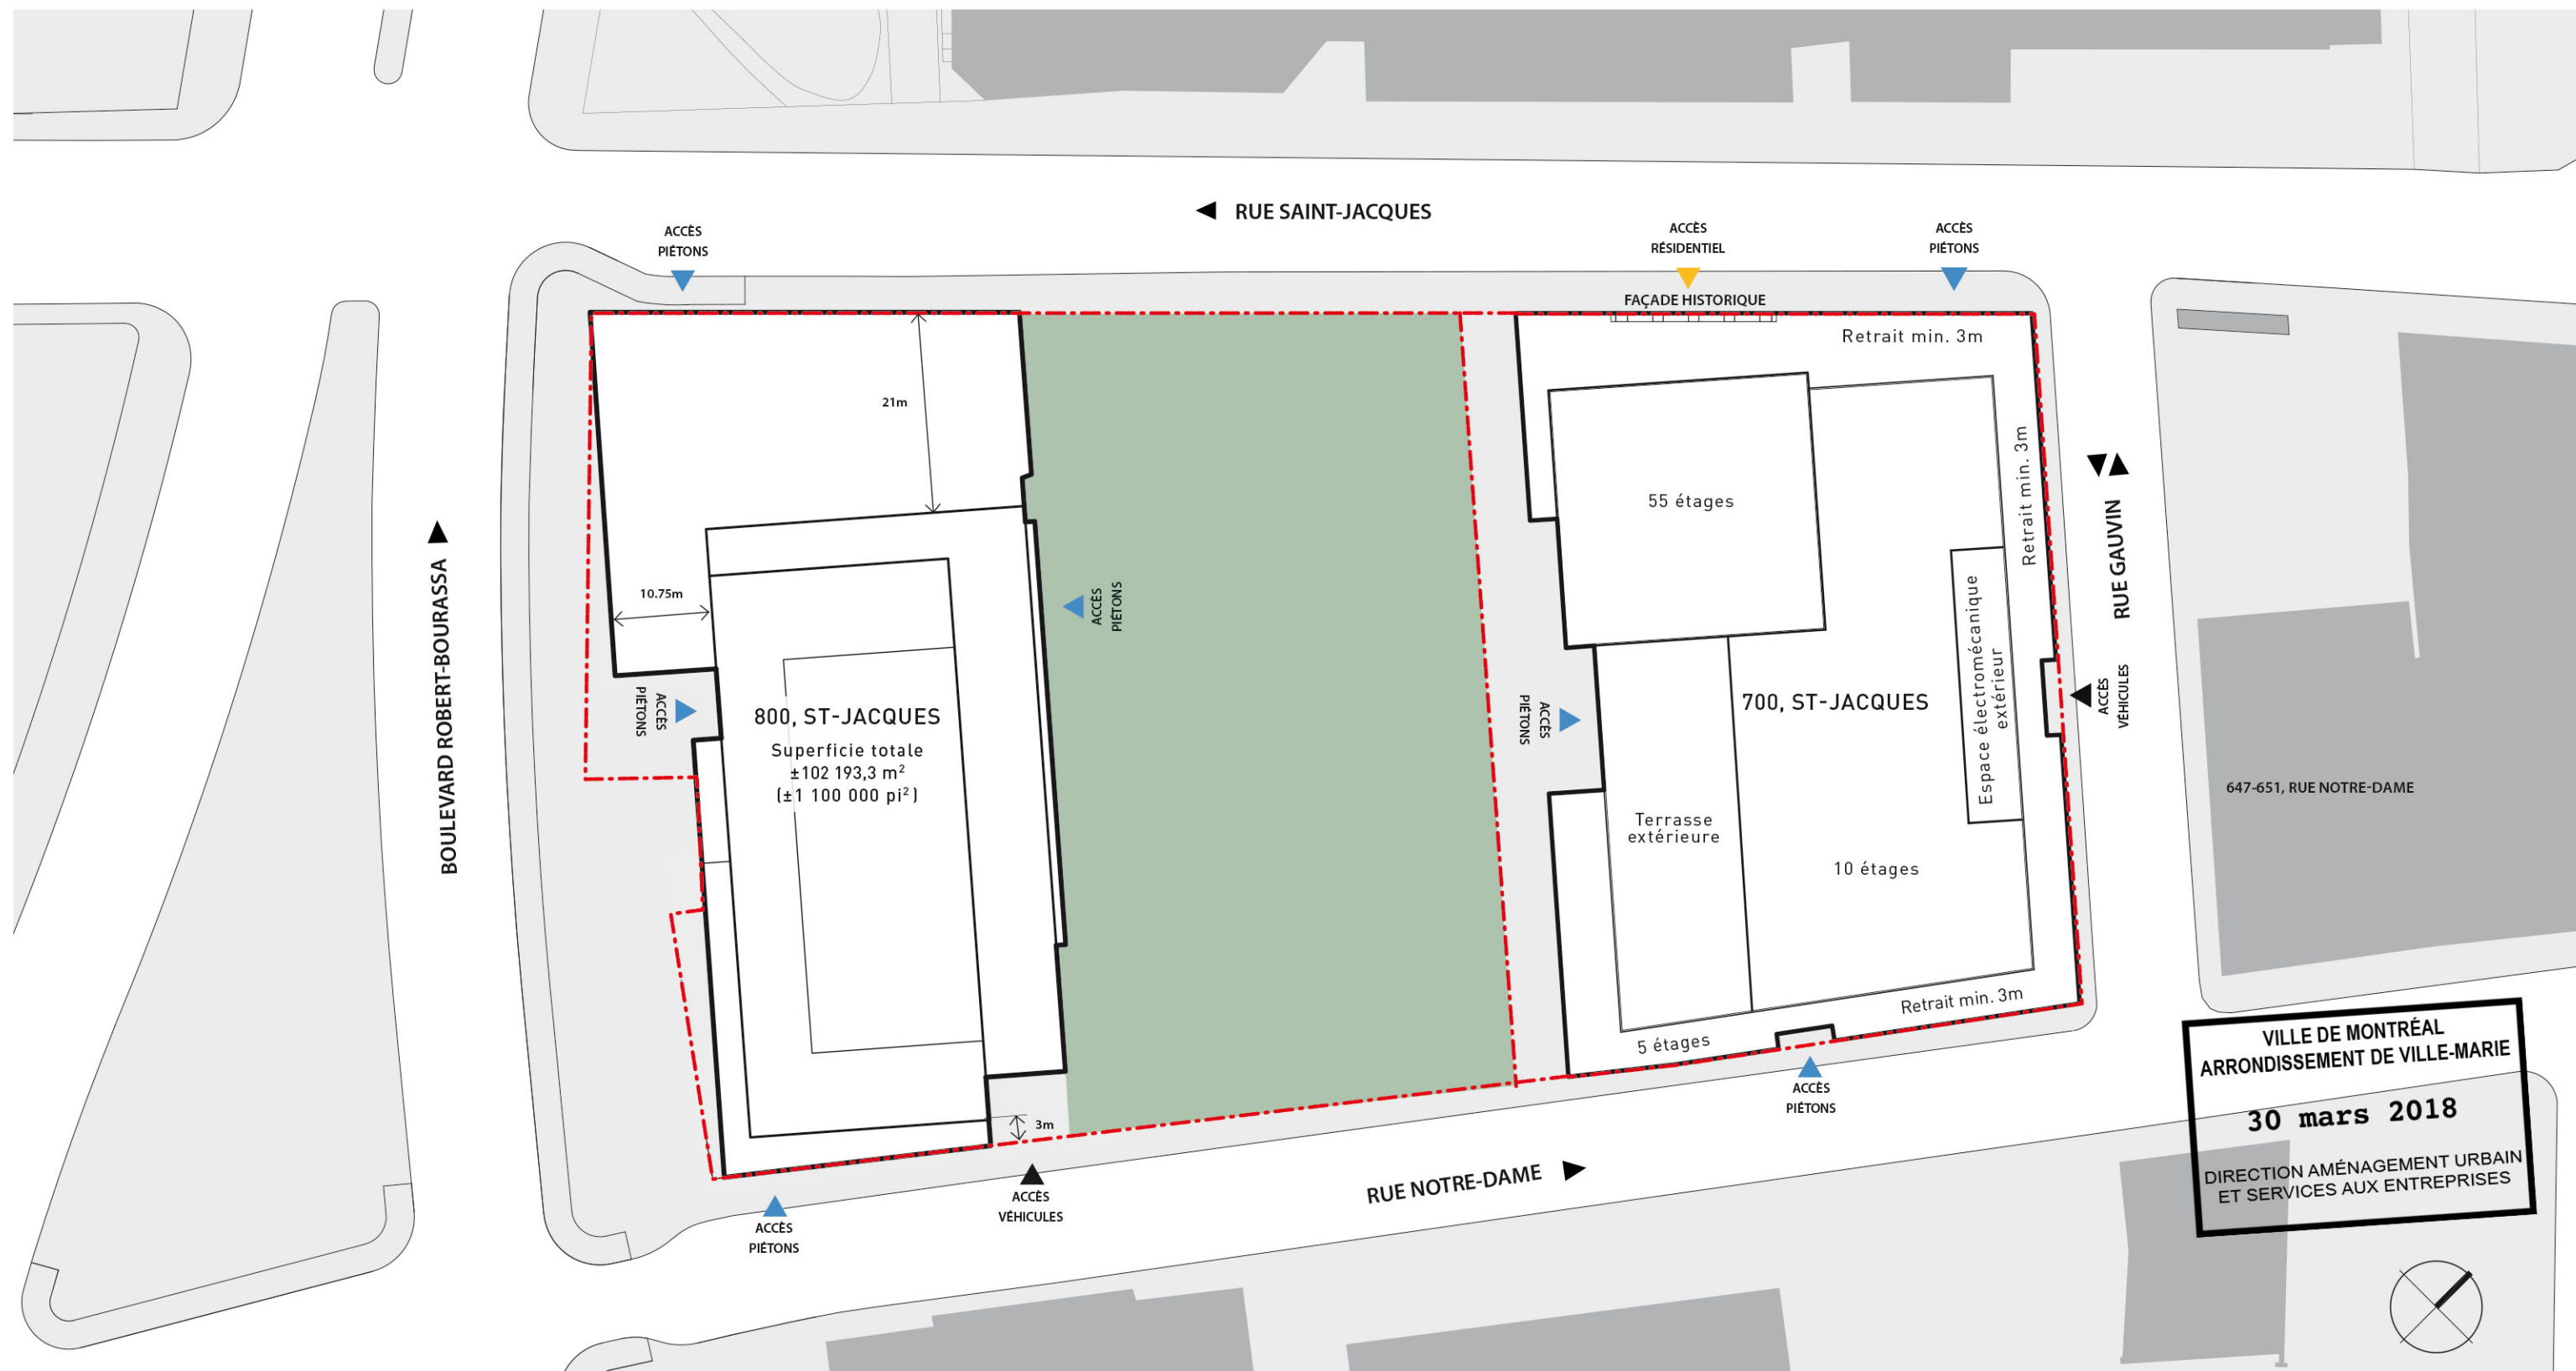 RUE SAINT-JACQUES
ACCÈS
PIÉTONS
ACCÈS
RÉSIDENTIEL
ACCÈS
PIÉTONS
FAÇADE HISTORIQUE
Retrait min. 3m
21m
55 étages
Retrait min. 3m
RUE GAUVIN
BOULEVARD ROBERT-BOURASSA
10.75m
ACCÈS
PIÉTONS
ACCÈS
PIÉTONS
800, ST-JACQUES
Superficie totale
±102 193,3 m²
(±1 100 000 pi²)
ACCÈS
PIÉTONS
700, ST-JACQUES
Espace électromécanique
extérieur
ACCÈS
VÉHICULES
647-651, RUE NOTRE-DAME
Terrasse
extérieure
10 étages
Retrait min. 3m
5 étages
3m
ACCÈS
PIÉTONS
RUE NOTRE-DAME
ACCÈS
VÉHICULES
ACCÈS
PIÉTONS
VILLE DE MONTRÉAL
ARRONDISSEMENT DE VILLE-MARIE
30 mars 2018
DIRECTION AMÉNAGEMENT URBAIN
ET SERVICES AUX ENTREPRISES